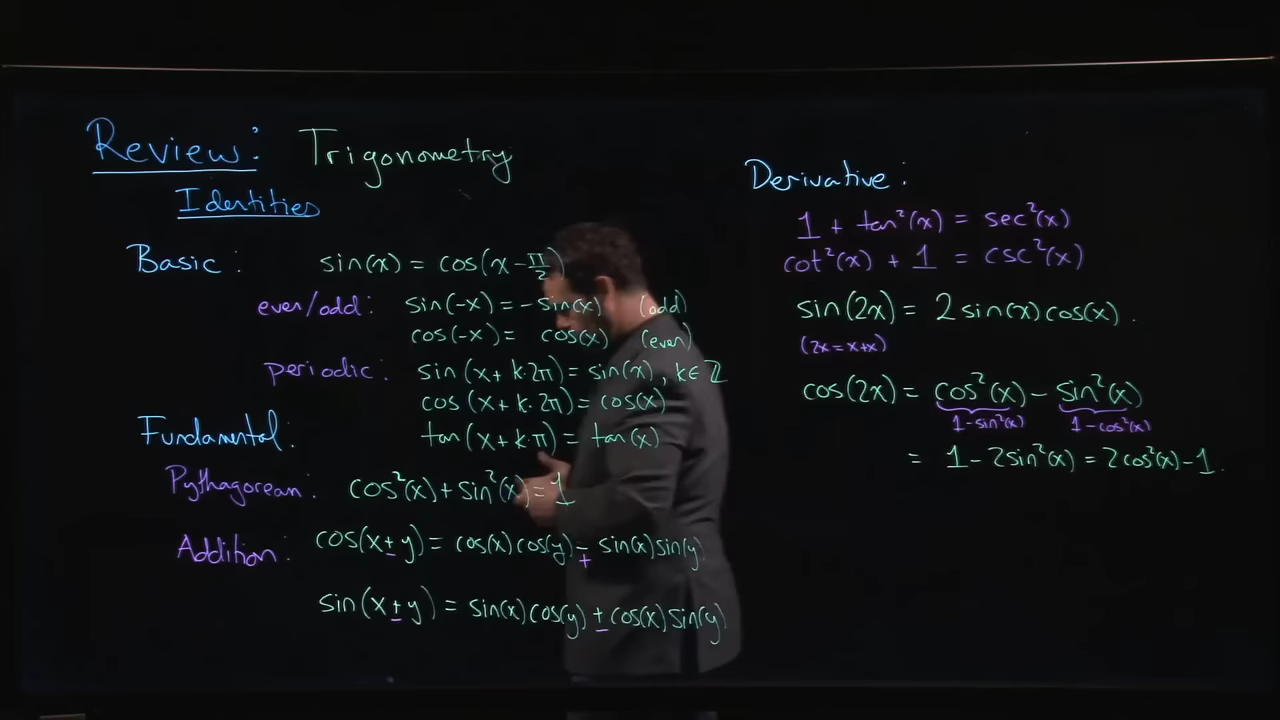 Review: Trigonometry
Identities
Basic: sin(x) = cos(x - π/2)
even/odd: sin(-x) = - sin(x) (odd)
cos(-x) = cos(x) (even)
periodic: sin(x + k·2π) = sin(x), k ∈ ℤ
cos(x + k·2π) = cos(x)
Fundamental: tan(x + k·π) = tan(x)
Pythagorean: cos²(x) + sin²(x) = 1
Addition: cos(x ± y) = cos(x)cos(y) ∓ sin(x)sin(y)
sin(x ± y) = sin(x)cos(y) ± cos(x)sin(y)
Derivative:
1 + tan²(x) = sec²(x)
cot²(x) + 1 = csc²(x)
sin(2x) = 2 sin(x) cos(x).
(2x = x+x)
cos(2x) = cos²(x) - sin²(x)
1-sin²(x) 1-cos²(x)
= 1 - 2sin²(x) = 2cos²(x) - 1.